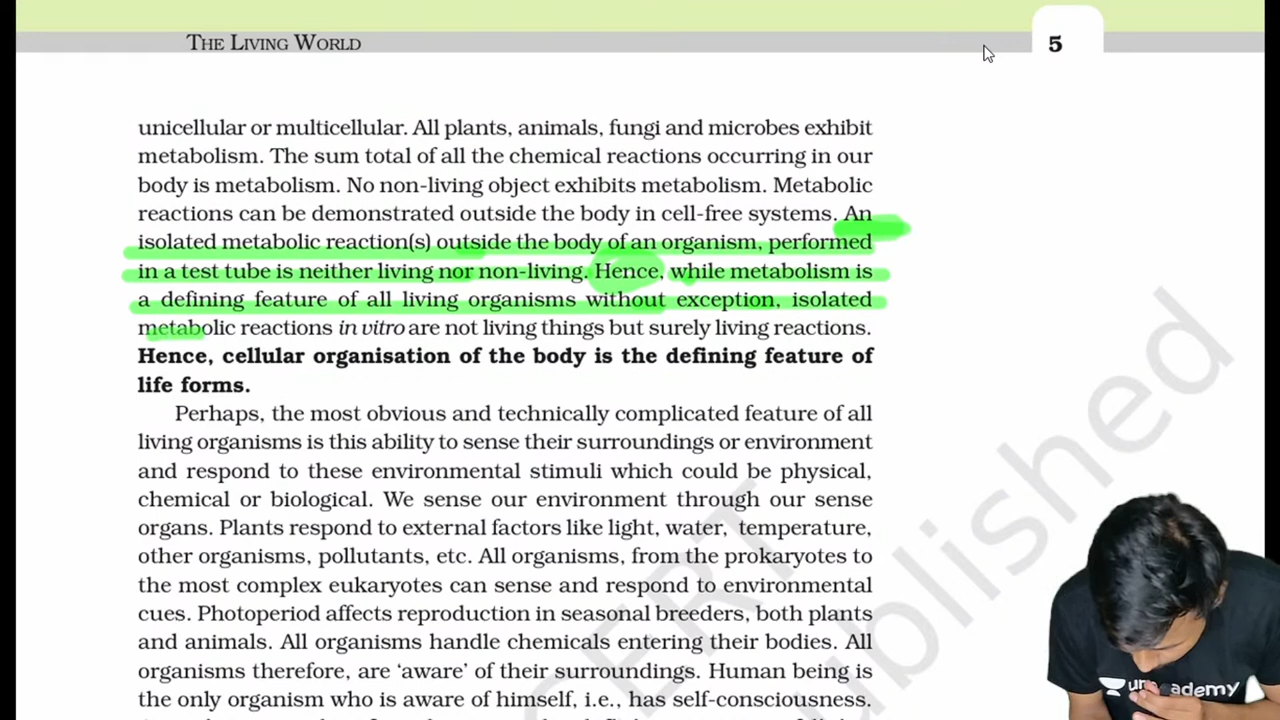 THE LIVING WORLD
5
unicellular or multicellular. All plants, animals, fungi and microbes exhibit
metabolism. The sum total of all the chemical reactions occurring in our
body is metabolism. No non-living object exhibits metabolism. Metabolic
reactions can be demonstrated outside the body in cell-free systems. An
isolated metabolic reaction(s) outside the body of an organism, performed
in a test tube is neither living nor non-living. Hence, while metabolism is
a defining feature of all living organisms without exception, isolated
metabolic reactions in vitro are not living things but surely living reactions.
Hence, cellular organisation of the body is the defining feature of
life forms.
Perhaps, the most obvious and technically complicated feature of all
living organisms is this ability to sense their surroundings or environment
and respond to these environmental stimuli which could be physical,
chemical or biological. We sense our environment through our sense
organs. Plants respond to external factors like light, water, temperature,
other organisms, pollutants, etc. All organisms, from the prokaryotes to
the most complex eukaryotes can sense and respond to environmental
cues. Photoperiod affects reproduction in seasonal breeders, both plants
and animals. All organisms handle chemicals entering their bodies. All
organisms therefore, are ‘aware’ of their surroundings. Human being is
the only organism who is aware of himself, i.e., has self-consciousness.